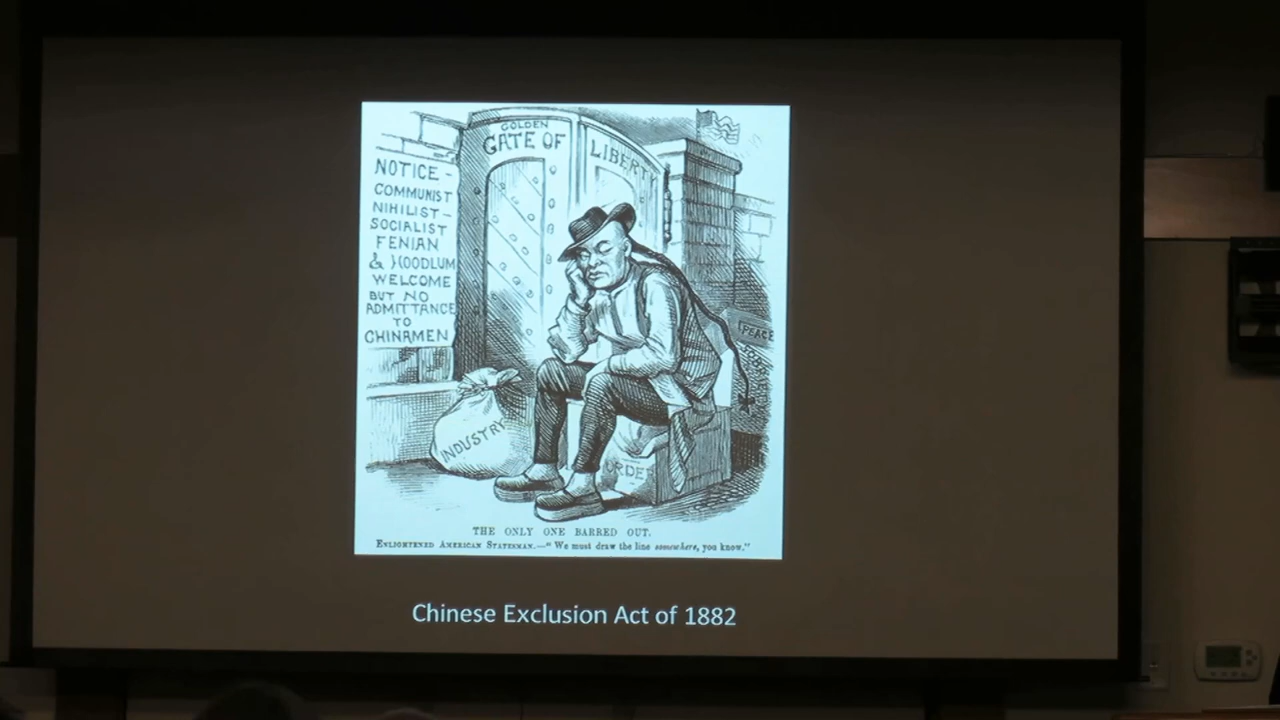 GOLDEN
GATE OF
LIBERTY
NOTICE -
COMMUNIST
NIHILIST -
SOCIALIST
FENIAN
& HOODLUM
WELCOME
BUT NO
ADMITTANCE
TO
CHINAMEN
PEACE
INDUSTRY
ORDER
THE ONLY ONE BARRED OUT.
ENLIGHTENED AMERICAN STATESMAN.—"We must draw the line somewhere, you know."
Chinese Exclusion Act of 1882